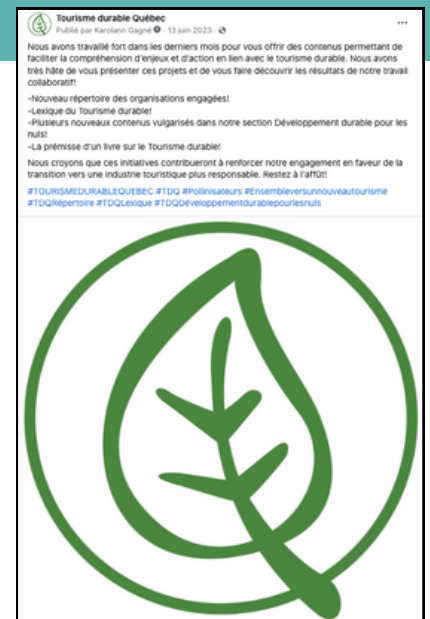 Tourisme durable Québec
Publié par Karolann Gagné · 13 juin 2023 ·
Nous avons travaillé fort dans les derniers mois pour vous offrir des contenus permettant de
faciliter la compréhension d'enjeux et d'action en lien avec le tourisme durable. Nous avons
très hâte de vous présenter ces projets et de vous faire découvrir les résultats de notre travail
collaboratif!
-Nouveau répertoire des organisations engagées!
-Lexique du Tourisme durable!
-Plusieurs nouveaux contenus vulgarisés dans notre section Développement durable pour les
nuls!
-La prémisse d'un livre sur le Tourisme durable!
Nous croyons que ces initiatives contribueront à renforcer notre engagement en faveur de la
transition vers une industrie touristique plus responsable. Restez à l'affût!
#TOURISMEDURABLEQUEBEC #TDQ #Pollinisateurs #Ensembleversunnouveautourisme
#TDQRépertoire #TDQLexique #TDQDéveloppementdurablepourlesnuls